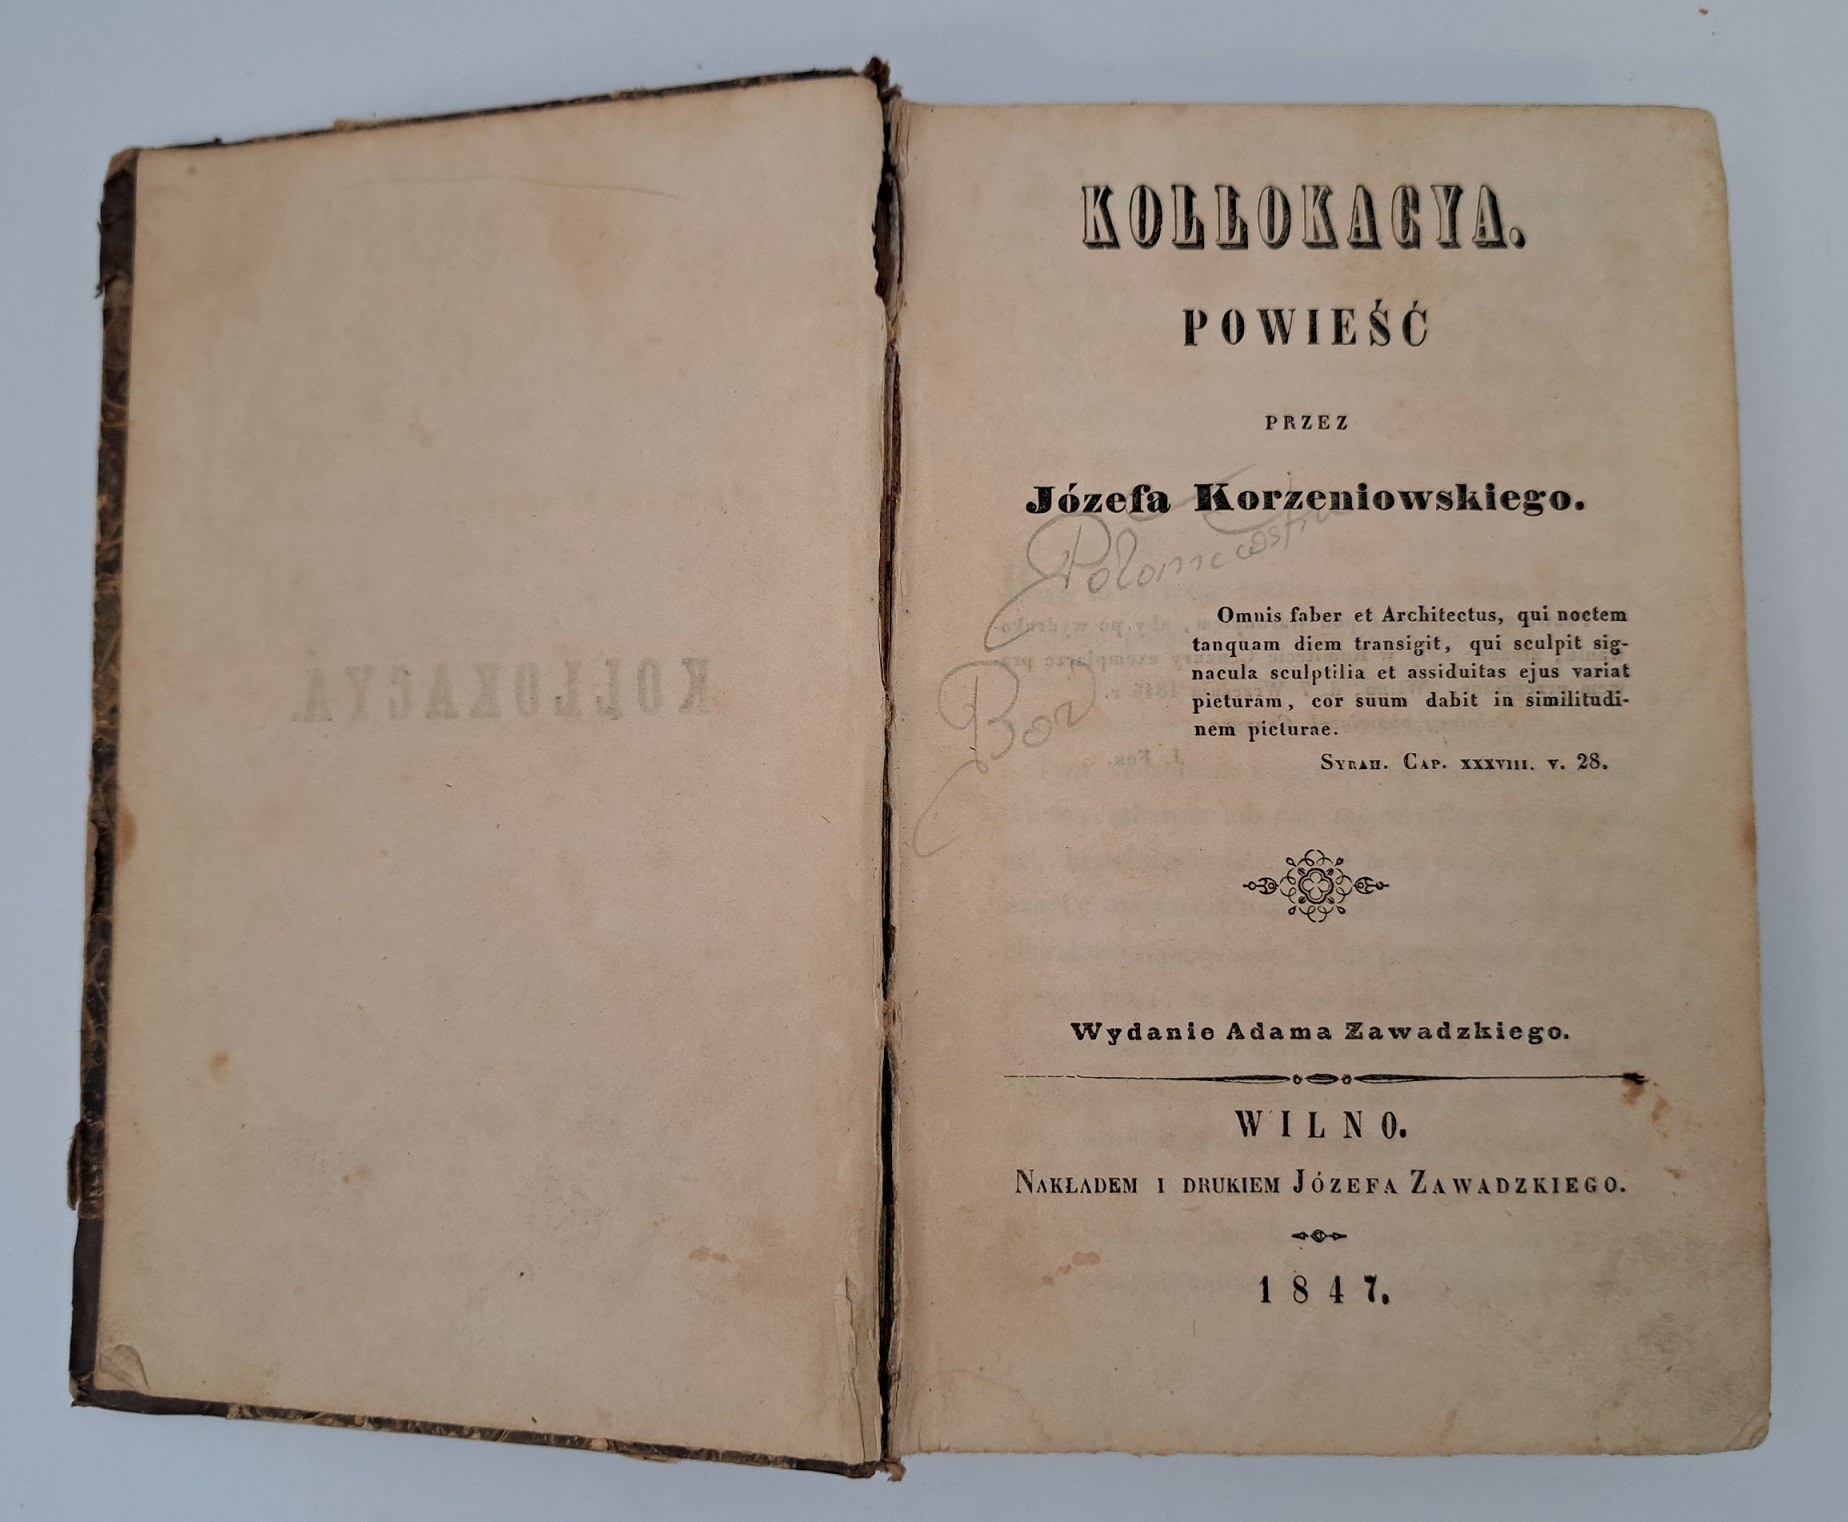 KOLLOKACYA.
POWIEŚĆ
PRZEZ
Józefa Korzeniowskiego.
Omnis faber et Architectus, qui noctem
tanquam diem transigit, qui sculpit sig-
nacula sculptilia et assiduitas ejus variat
picturam, cor suum dabit in similitudi-
nem picturae.
SYRAH. CAP. XXXVIII. V. 28.
Wydanie Adama Zawadzkiego.
WILNO.
NAKŁADEM I DRUKIEM JÓZEFA ZAWADZKIEGO.
1847.